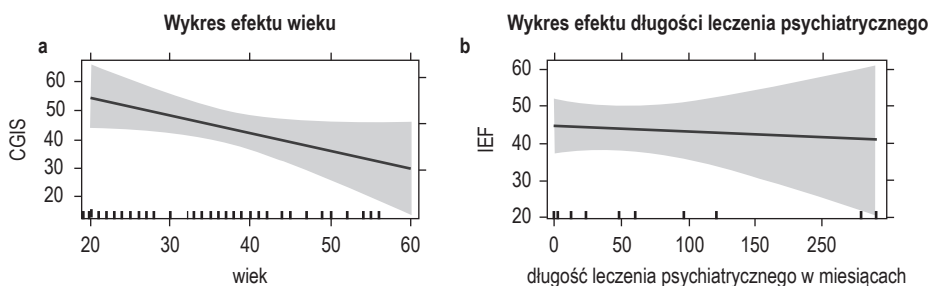 Wykres efektu wieku
a
CGIS
60
50
40
30
20
20 30 40 50 60
wiek
Wykres efektu długości leczenia psychiatrycznego
b
IEF
60
50
40
30
20
0 50 100 150 250
długość leczenia psychiatrycznego w miesiącach